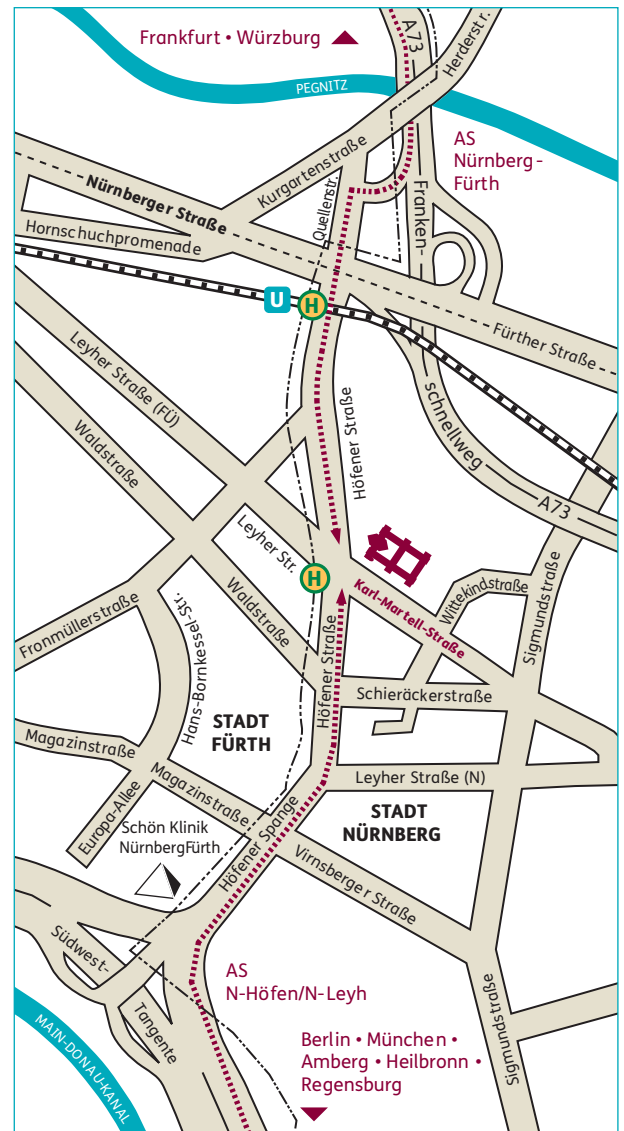 Frankfurt • Würzburg
A73
Herderstr.
PEGNITZ
AS
Nürnberg-
Fürth
Kurgartenstraße
Nürnberger Straße
Quellenstr.
Franken-
Hornschuchpromenade
U
H
Fürther Straße
Leyher Straße (FÜ)
schnellweg
Waldstraße
Höfener Straße
A73
Leyher Str.
H
Karl-Martell-Straße
Wittekindstraße
Sigmundstraße
Waldstraße
Fronmüllerstraße
Hans-Bornkessel-Str.
Höfener Straße
Schieräckerstraße
STADT
FÜRTH
Magazinstraße
Magazinstraße
Leyher Straße (N)
Europa-Allee
STADT
NÜRNBERG
Schön Klinik
NürnbergFürth
Höfener Spange
Virnsberger Straße
Südwest-
Tangente
AS
N-Höfen/N-Leyh
Sigmundstraße
MAIN-DONAU-KANAL
Berlin • München •
Amberg • Heilbronn •
Regensburg